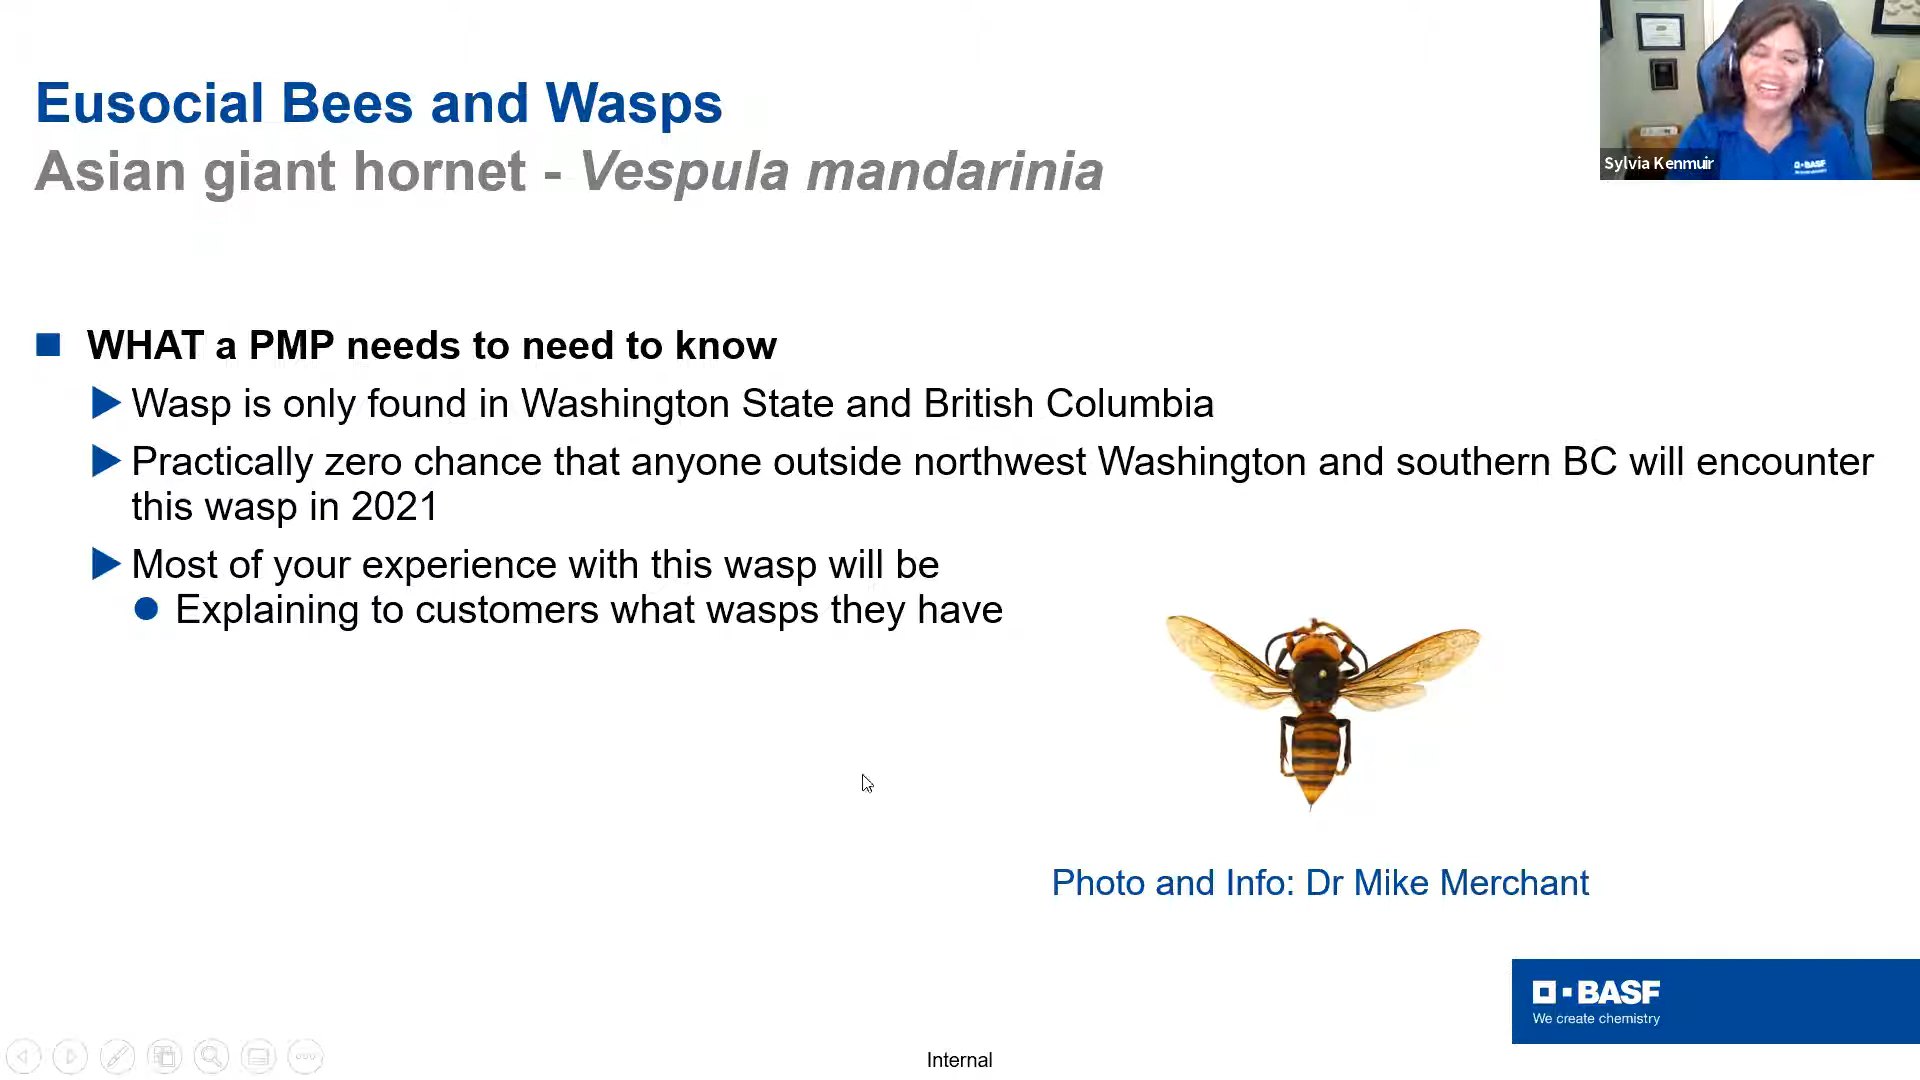 Eusocial Bees and Wasps
Asian giant hornet - Vespula mandarinia
Sylvia Kenmuir
WHAT a PMP needs to need to know
Wasp is only found in Washington State and British Columbia
Practically zero chance that anyone outside northwest Washington and southern BC will encounter
this wasp in 2021
Most of your experience with this wasp will be
Explaining to customers what wasps they have
Photo and Info: Dr Mike Merchant
BASF
We create chemistry
Internal